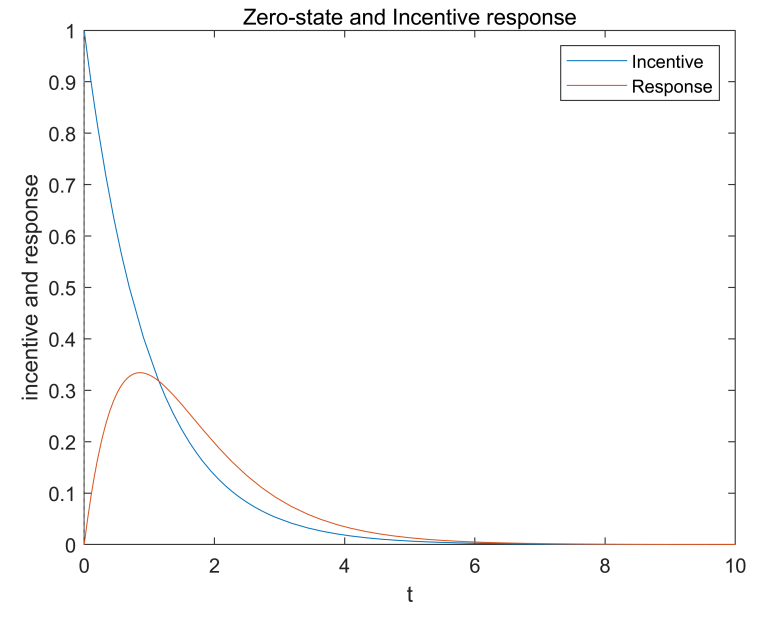 Zero-state and Incentive response
1
0.9
0.8
0.7
0.6
0.5
0.4
0.3
0.2
0.1
0
incentive and response
Incentive
Response
0 2 4 6 8 10
t